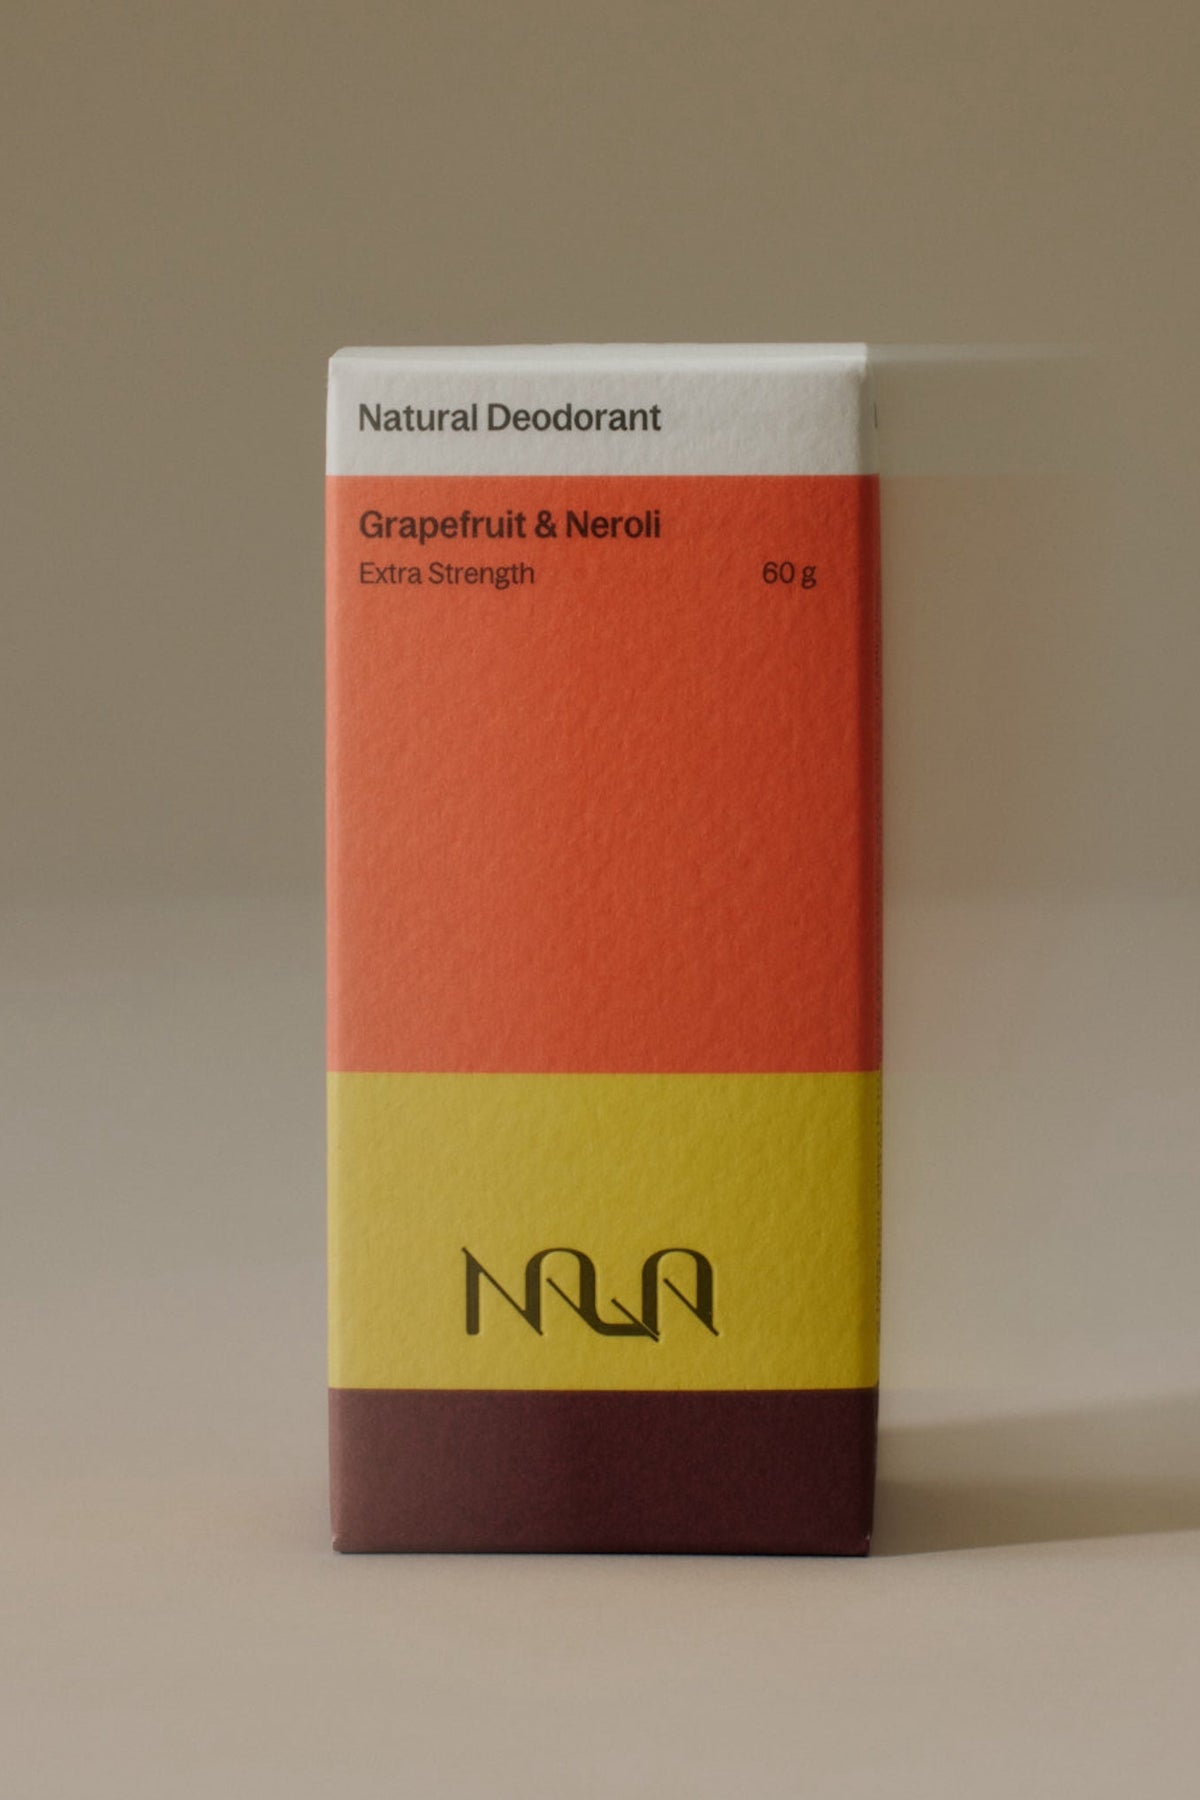 Natural Deodorant
Grapefruit & Neroli
Extra Strength 60 g
NALA